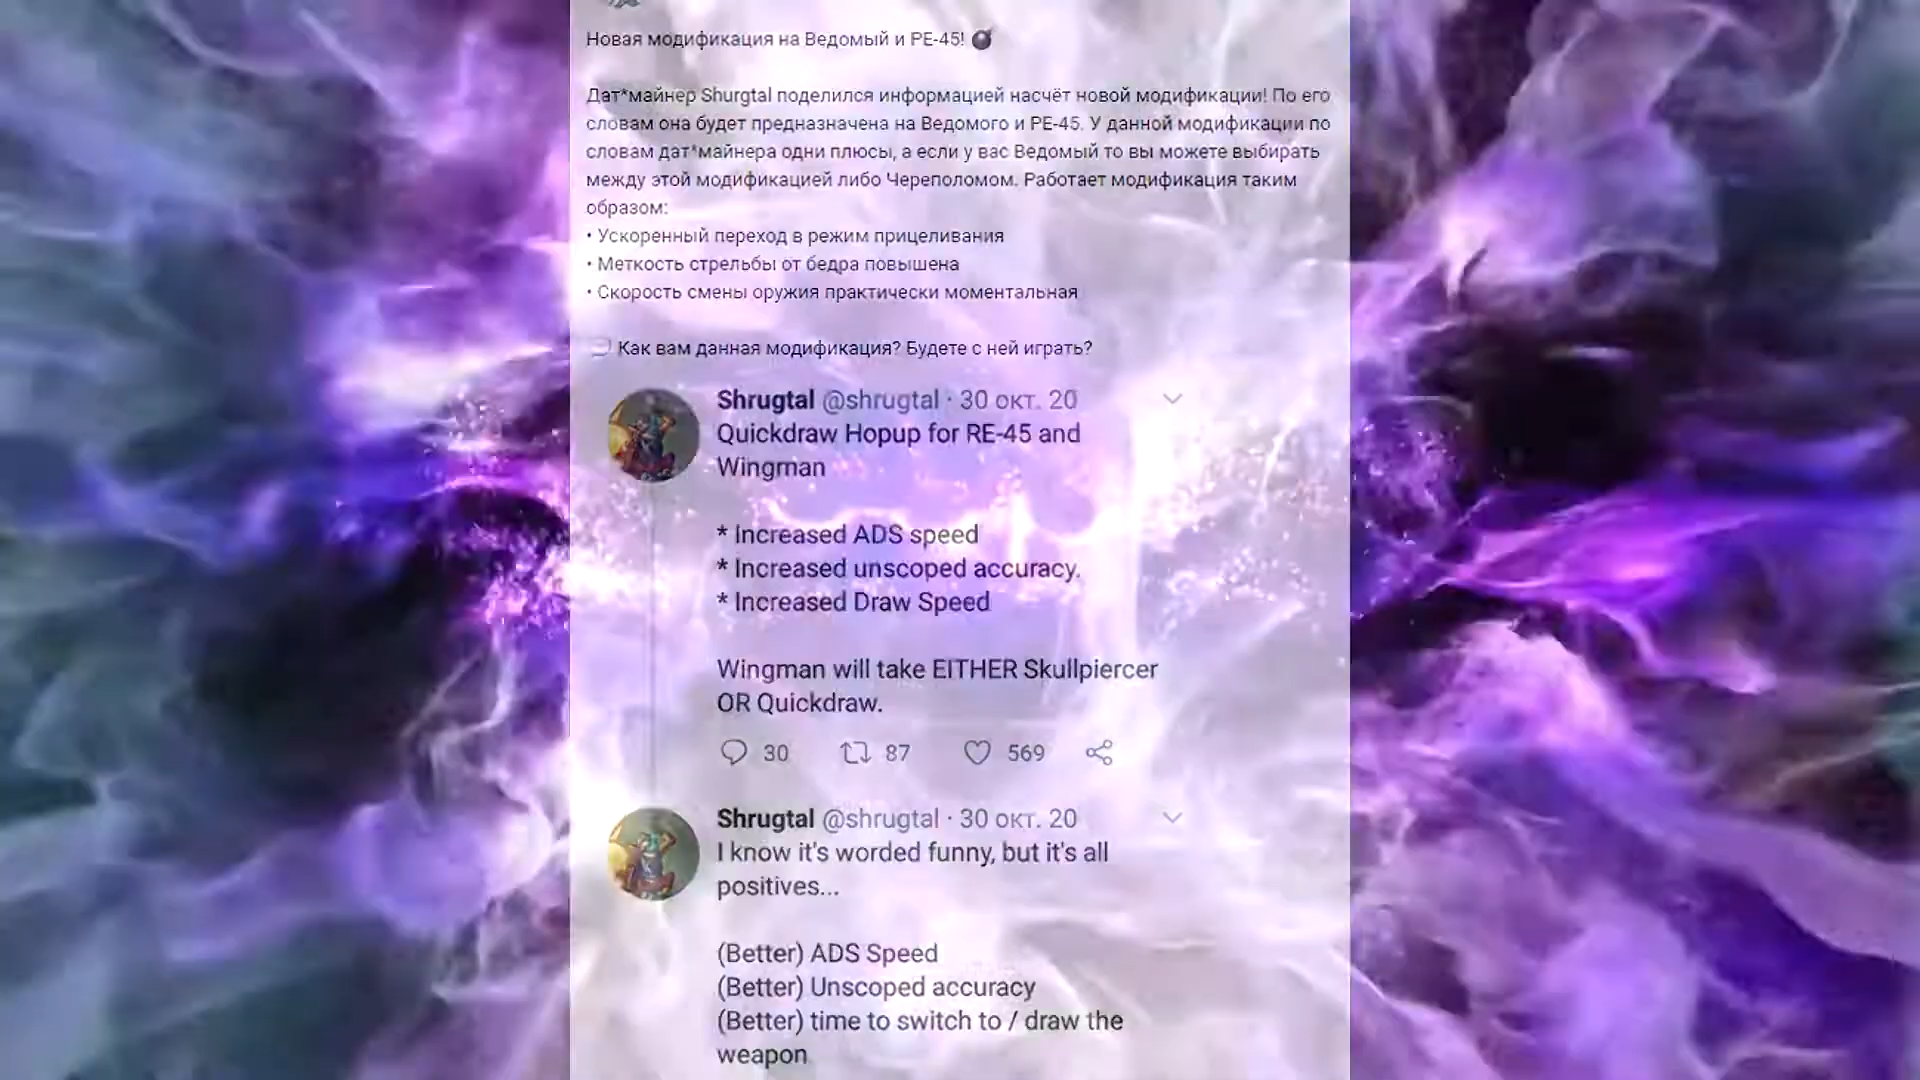 Новая модификация на Ведомый и РЕ-45! 💣
Дат*майнер Shurgtal поделился информацией насчёт новой модификации! По его
словам она будет предназначена на Ведомого и РЕ-45. У данной модификации по
словам дат*майнера одни плюсы, а если у вас Ведомый то вы можете выбирать
между этой модификацией либо Череполомом. Работает модификация таким
образом:
• Ускоренный переход в режим прицеливания
• Меткость стрельбы от бедра повышена
• Скорость смены оружия практически моментальная
💬 Как вам данная модификация? Будете с ней играть?
Shrugtal @shrugtal · 30 окт. 20
Quickdraw Hopup for RE-45 and
Wingman
* Increased ADS speed
* Increased unscoped accuracy.
* Increased Draw Speed
Wingman will take EITHER Skullpiercer
OR Quickdraw.
30 87 569
Shrugtal @shrugtal · 30 окт. 20
I know it's worded funny, but it's all
positives...
(Better) ADS Speed
(Better) Unscoped accuracy
(Better) time to switch to / draw the
weapon